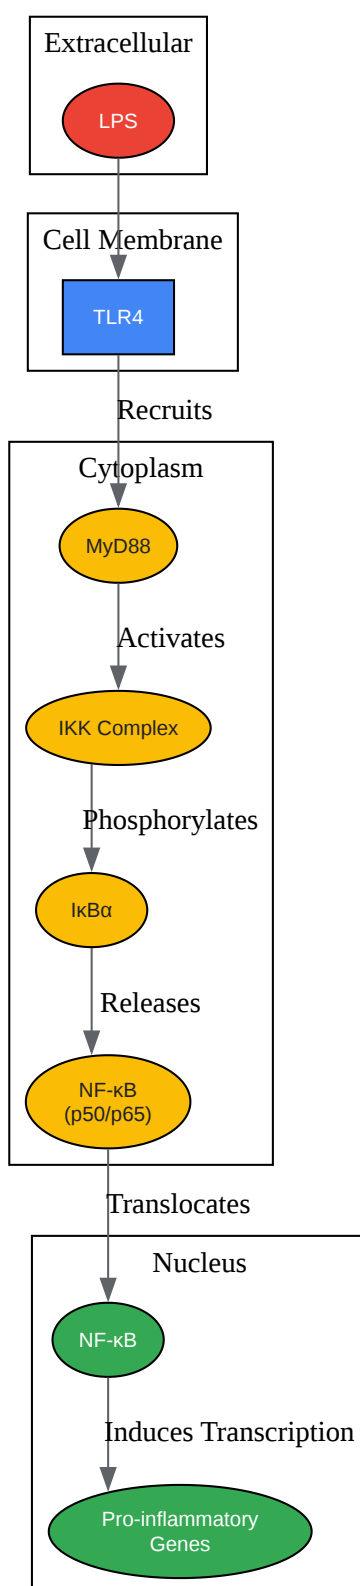 Extracellular
LPS
Cell Membrane
TLR4
Recruits
Cytoplasm
MyD88
Activates
IKK Complex
Phosphorylates
IκBα
Releases
NF-κB
(p50/p65)
Translocates
Nucleus
NF-κB
Induces Transcription
Pro-inflammatory
Genes